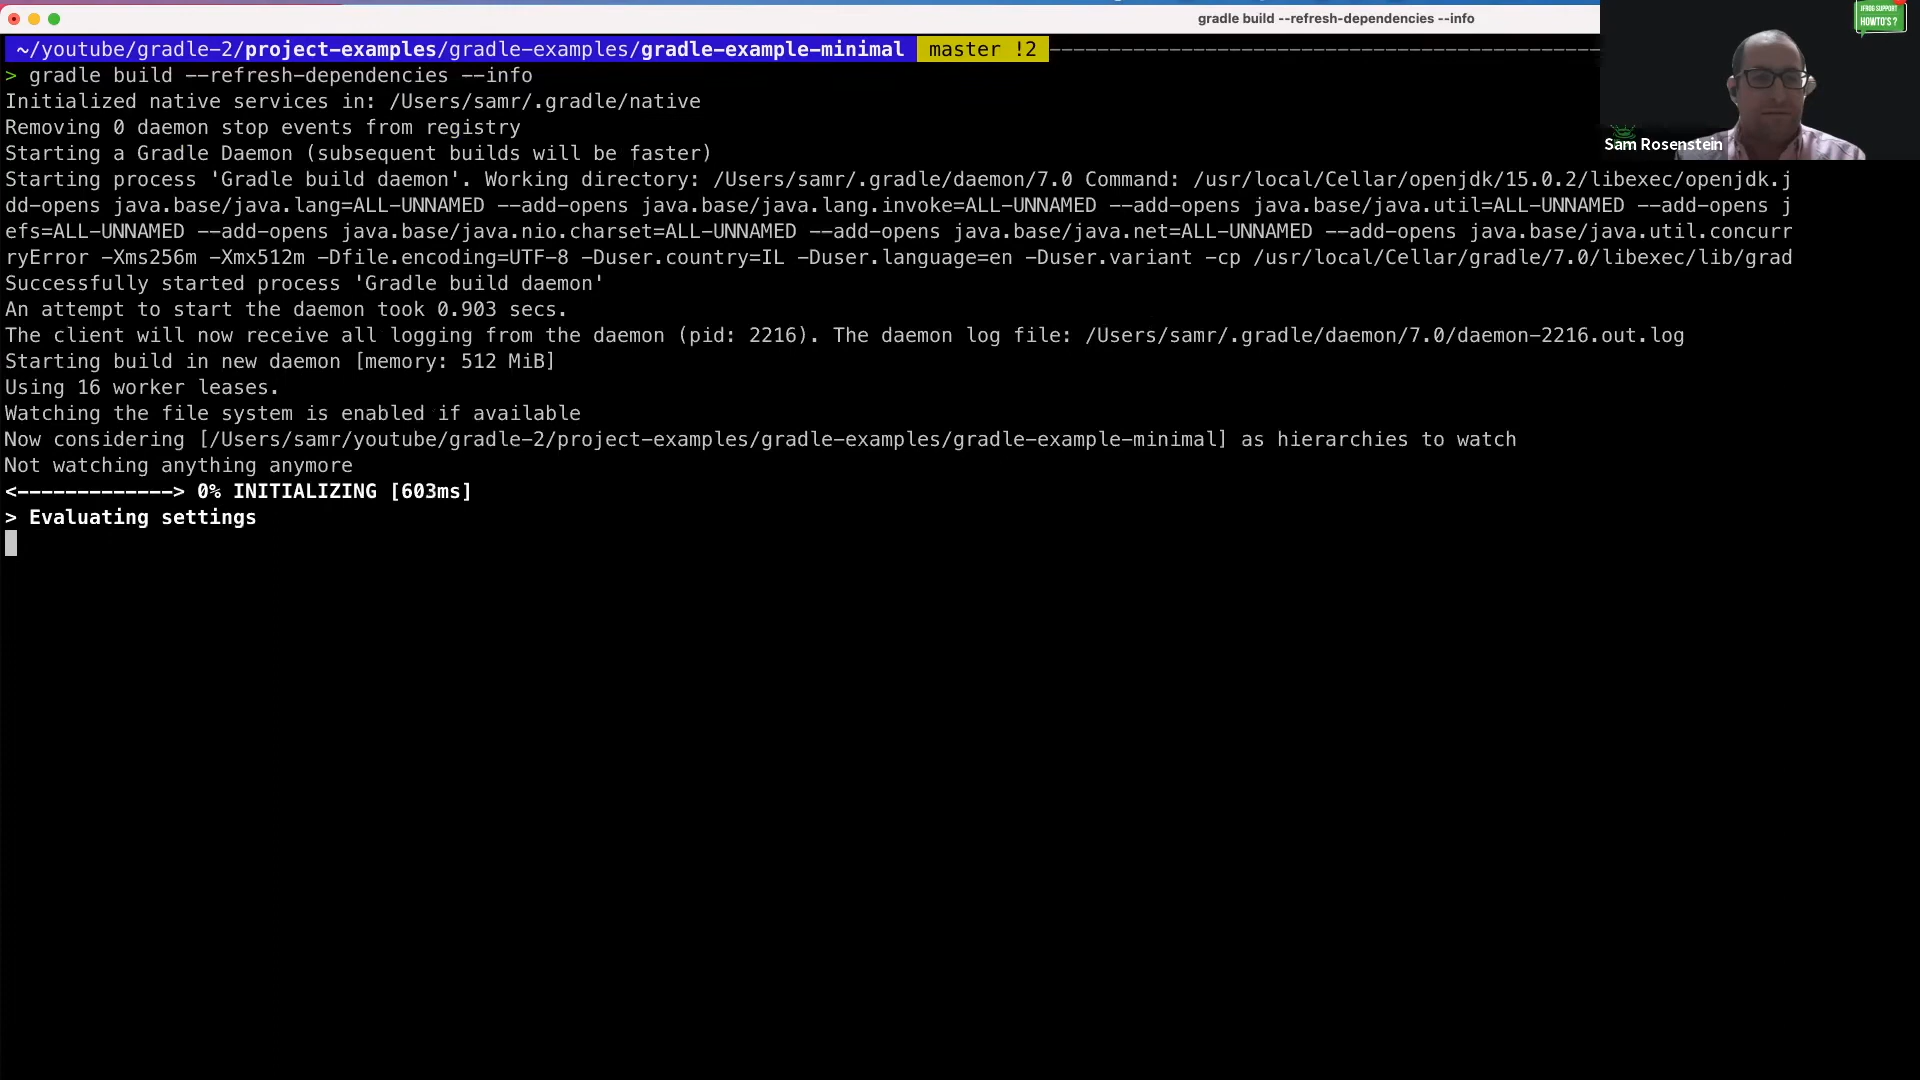 gradle build --refresh-dependencies --info
JFROG SUPPORT
HOWTO'S?
~/youtube/gradle-2/project-examples/gradle-examples/gradle-example-minimal master !2
> gradle build --refresh-dependencies --info
Initialized native services in: /Users/samr/.gradle/native
Removing 0 daemon stop events from registry
Sam Rosenstein
Starting a Gradle Daemon (subsequent builds will be faster)
Starting process 'Gradle build daemon'. Working directory: /Users/samr/.gradle/daemon/7.0 Command: /usr/local/Cellar/openjdk/15.0.2/libexec/openjdk.j
dd-opens java.base/java.lang=ALL-UNNAMED --add-opens java.base/java.lang.invoke=ALL-UNNAMED --add-opens java.base/java.util=ALL-UNNAMED --add-opens j
efs=ALL-UNNAMED --add-opens java.base/java.nio.charset=ALL-UNNAMED --add-opens java.base/java.net=ALL-UNNAMED --add-opens java.base/java.util.concurr
ryError -Xms256m -Xmx512m -Dfile.encoding=UTF-8 -Duser.country=IL -Duser.language=en -Duser.variant -cp /usr/local/Cellar/gradle/7.0/libexec/lib/grad
Successfully started process 'Gradle build daemon'
An attempt to start the daemon took 0.903 secs.
The client will now receive all logging from the daemon (pid: 2216). The daemon log file: /Users/samr/.gradle/daemon/7.0/daemon-2216.out.log
Starting build in new daemon [memory: 512 MiB]
Using 16 worker leases.
Watching the file system is enabled if available
Now considering [/Users/samr/youtube/gradle-2/project-examples/gradle-examples/gradle-example-minimal] as hierarchies to watch
Not watching anything anymore
<-------------> 0% INITIALIZING [603ms]
> Evaluating settings